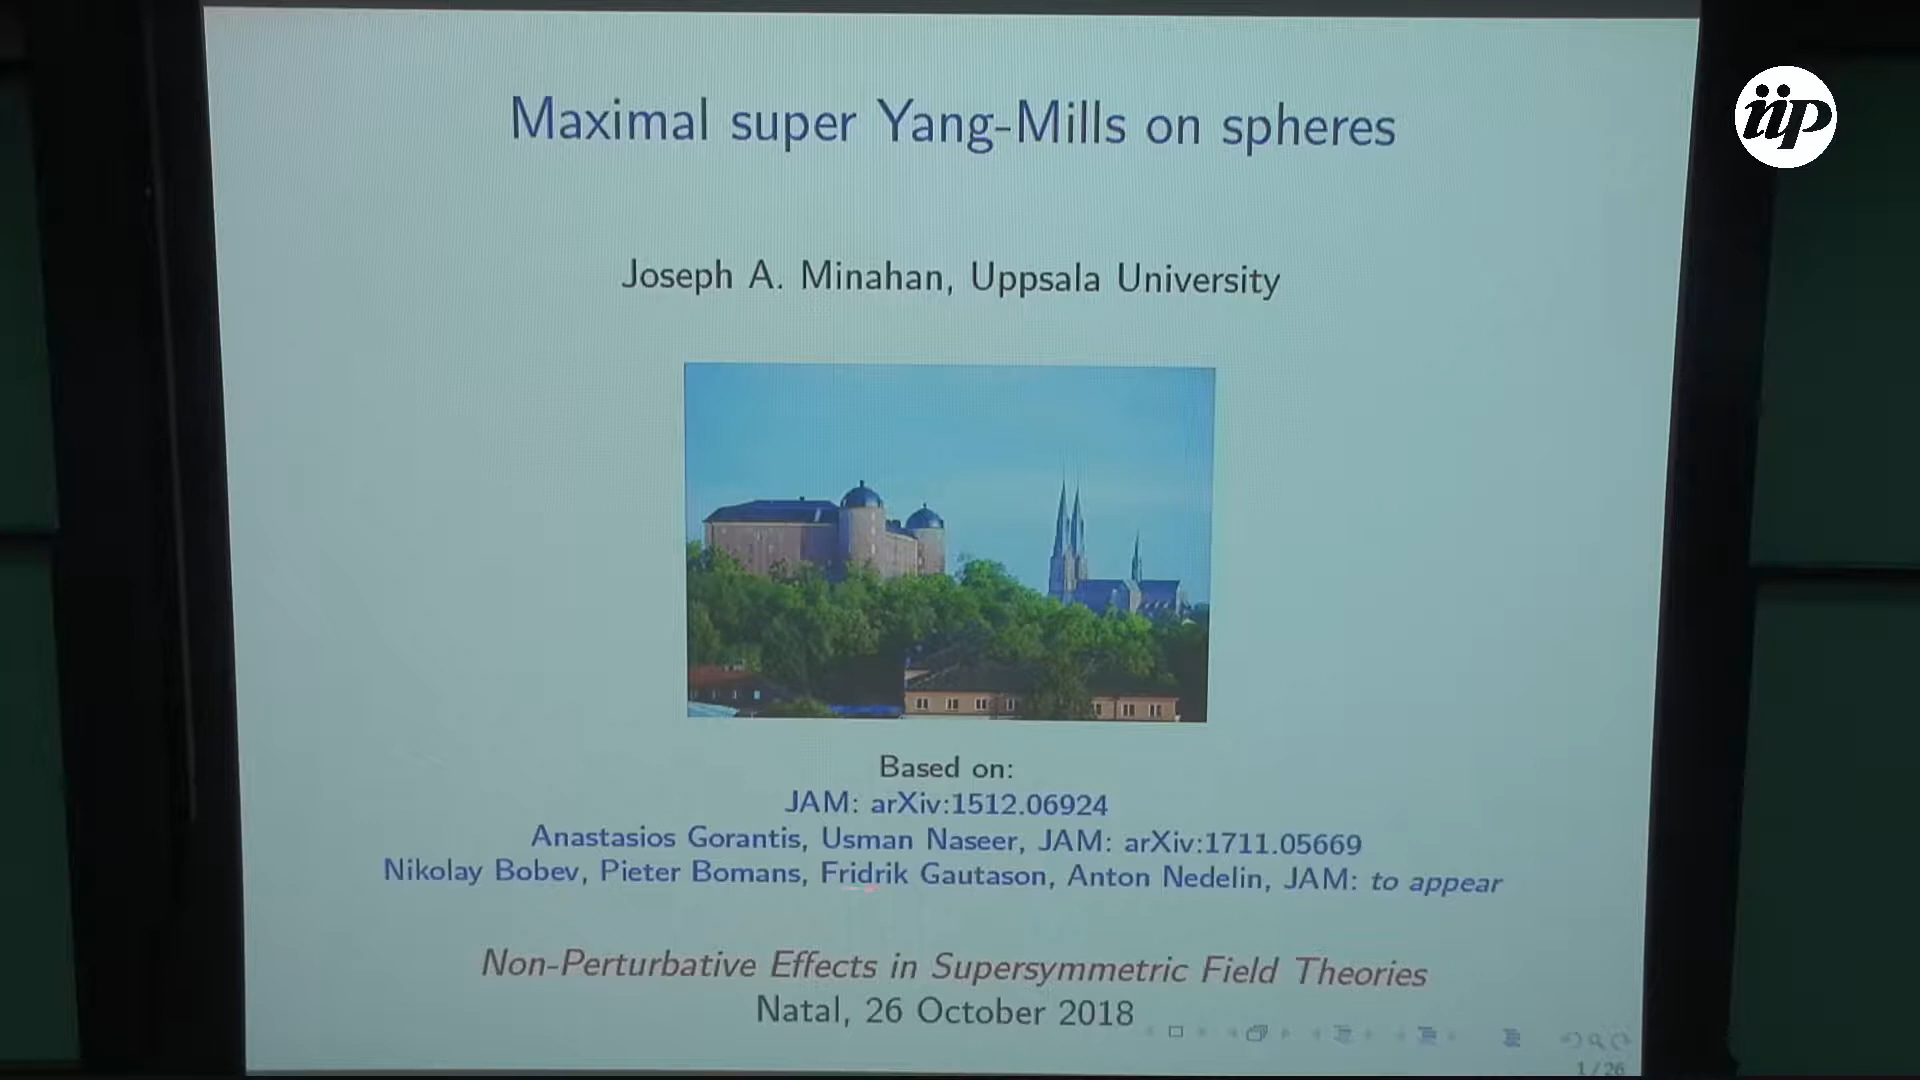 Maximal super Yang-Mills on spheres
iip
Joseph A. Minahan, Uppsala University
Based on:
JAM: arXiv:1512.06924
Anastasios Gorantis, Usman Naseer, JAM: arXiv:1711.05669
Nikolay Bobev, Pieter Bomans, Fridrik Gautason, Anton Nedelin, JAM: to appear
Non-Perturbative Effects in Supersymmetric Field Theories
Natal, 26 October 2018
1 / 26